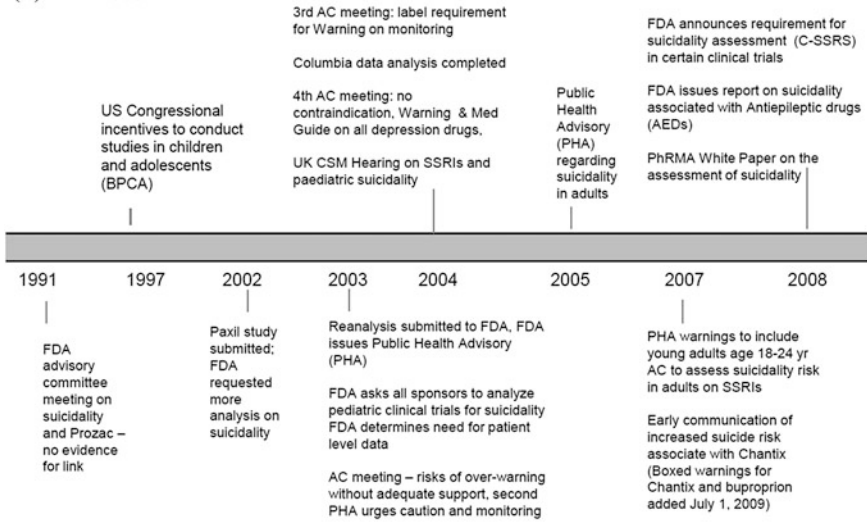 3rd AC meeting: label requirement
for Warning on monitoring
Columbia data analysis completed
4th AC meeting: no
contraindication, Warning & Med
Guide on all depression drugs,
UK CSM Hearing on SSRIs and
paediatric suicidality
FDA announces requirement for
suicidality assessment (C-SSRS)
in certain clinical trials
FDA issues report on suicidality
associated with Antiepileptic drugs
(AEDs)
PhRMA White Paper on the
assessment of suicidality
US Congressional
incentives to conduct
studies in children
and adolescents
(BPCA)
Public
Health
Advisory
(PHA)
regarding
suicidality
in adults
1991 1997 2002 2003 2004 2005 2007 2008
FDA
advisory
committee
meeting on
suicidality
and Prozac –
no evidence
for link
Paxil study
submitted;
FDA
requested
more
analysis on
suicidality
Reanalysis submitted to FDA, FDA
issues Public Health Advisory
(PHA)
FDA asks all sponsors to analyze
pediatric clinical trials for suicidality
FDA determines need for patient
level data
AC meeting – risks of over-warning
without adequate support, second
PHA urges caution and monitoring
PHA warnings to include
young adults age 18-24 yr
AC to assess suicidality risk
in adults on SSRIs
Early communication of
increased suicide risk
associate with Chantix
(Boxed warnings for
Chantix and buproprion
added July 1, 2009)